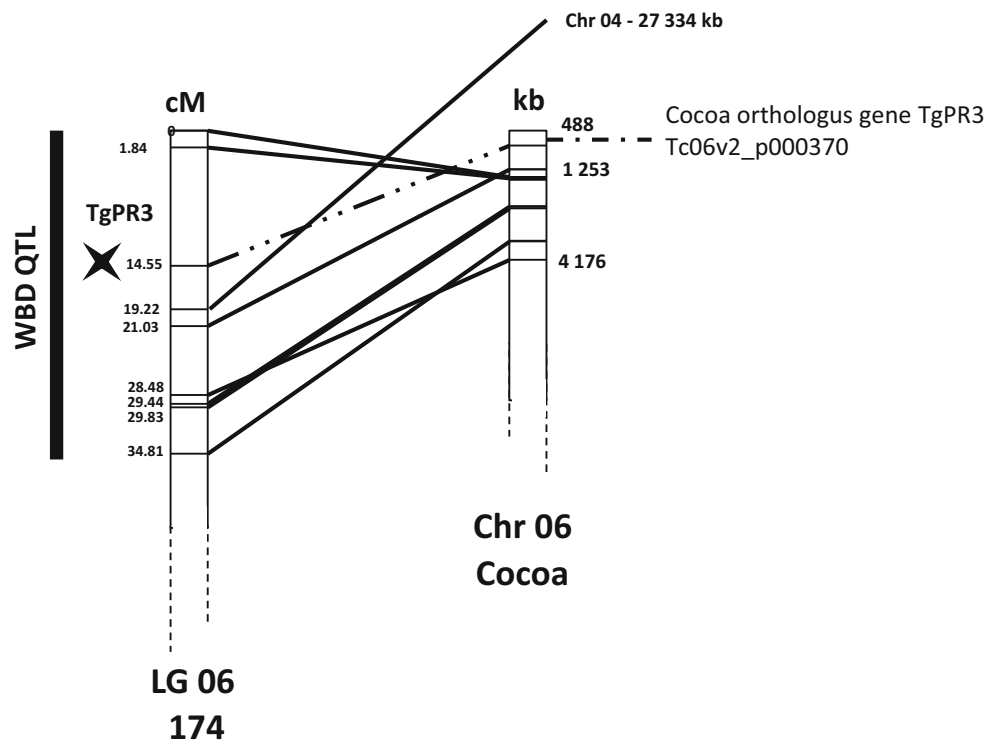 Chr 04 - 27 334 kb
cM
kb
0
488
Cocoa orthologus gene TgPR3
Tc06v2_p000370
1.84
1 253
TgPR3
WBD QTL
14.55
4 176
19.22
21.03
28.48
29.44
29.83
34.81
Chr 06
Cocoa
LG 06
174